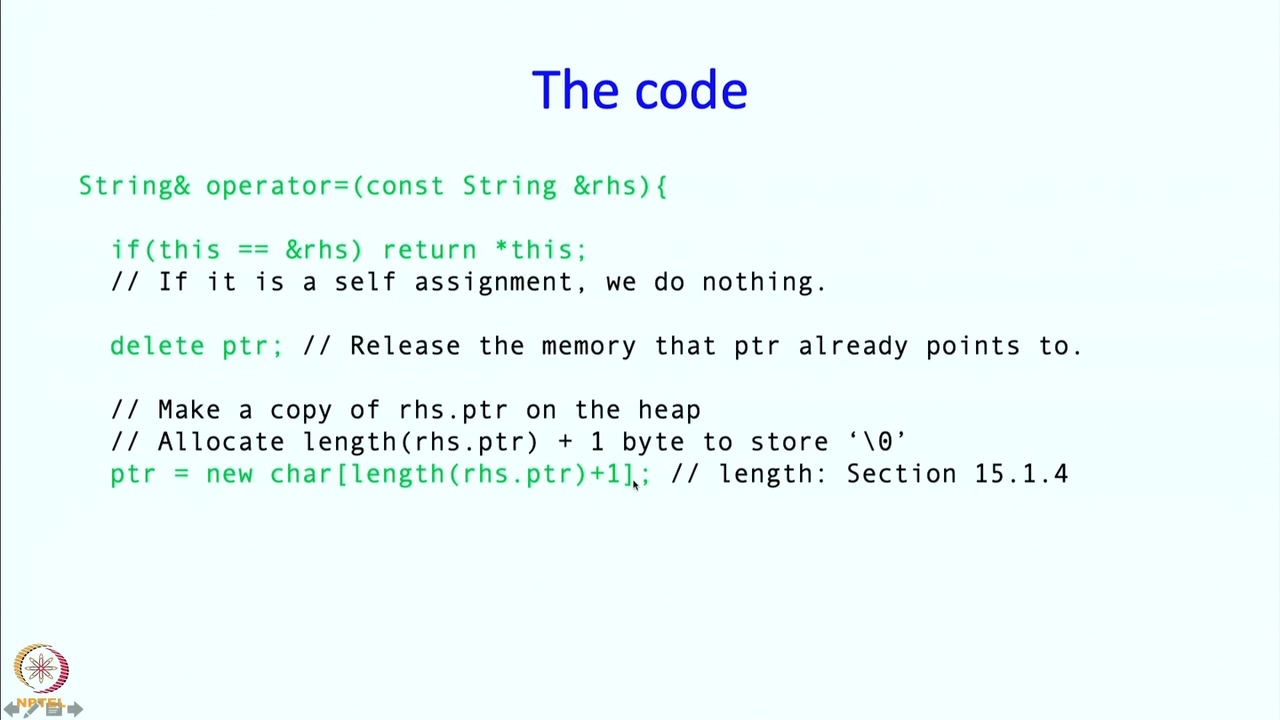 The code
String& operator=(const String &rhs){
if(this == &rhs) return *this;
// If it is a self assignment, we do nothing.
delete ptr; // Release the memory that ptr already points to.
// Make a copy of rhs.ptr on the heap
// Allocate length(rhs.ptr) + 1 byte to store ‘\0’
ptr = new char[length(rhs.ptr)+1]; // length: Section 15.1.4
NPTEL